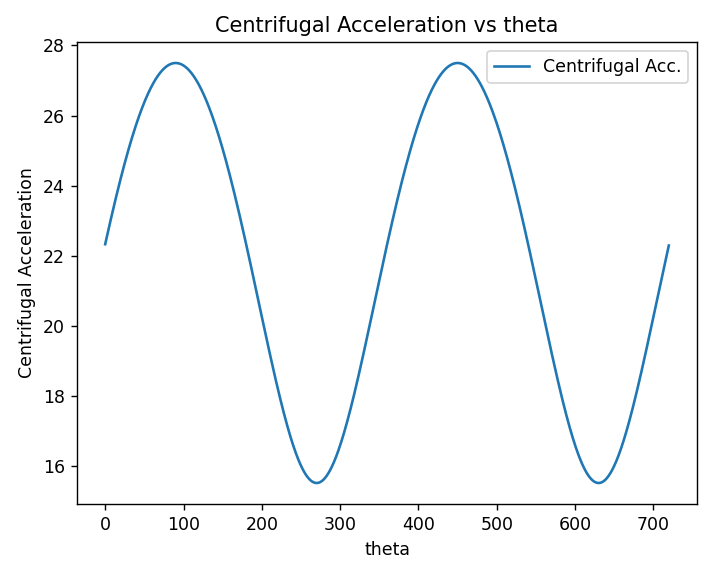 Centrifugal Acceleration vs theta
Centrifugal Acc.
Centrifugal Acceleration
28
26
24
22
20
18
16
0 100 200 300 400 500 600 700
theta